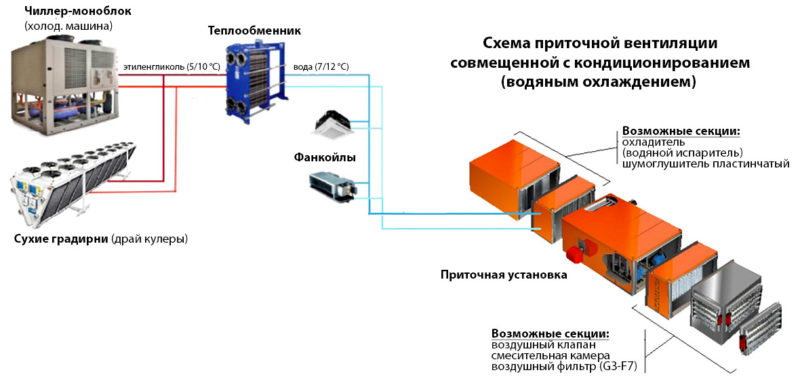 Чиллер-моноблок
(холод. машина)
Теплообменник
этиленгликоль (5/10 °С)
вода (7/12 °С)
Схема приточной вентиляции
совмещенной с кондиционированием
(водяным охлаждением)
Возможные секции:
охладитель
(водяной испаритель)
шумоглушитель пластинчатый
Фанкойлы
Сухие градирни (драй кулеры)
Приточная установка
Возможные секции:
воздушный клапан
смесительная камера
воздушный фильтр (G3-F7)